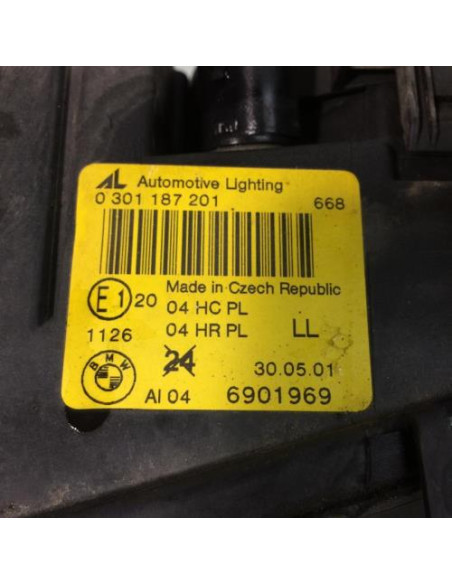 AL Automotive Lighting
0 301 187 201 668
Made in Czech Republic
E1 20 04 HC PL
1126 04 HR PL LL
24 30.05.01
BMW AI 04 6901969